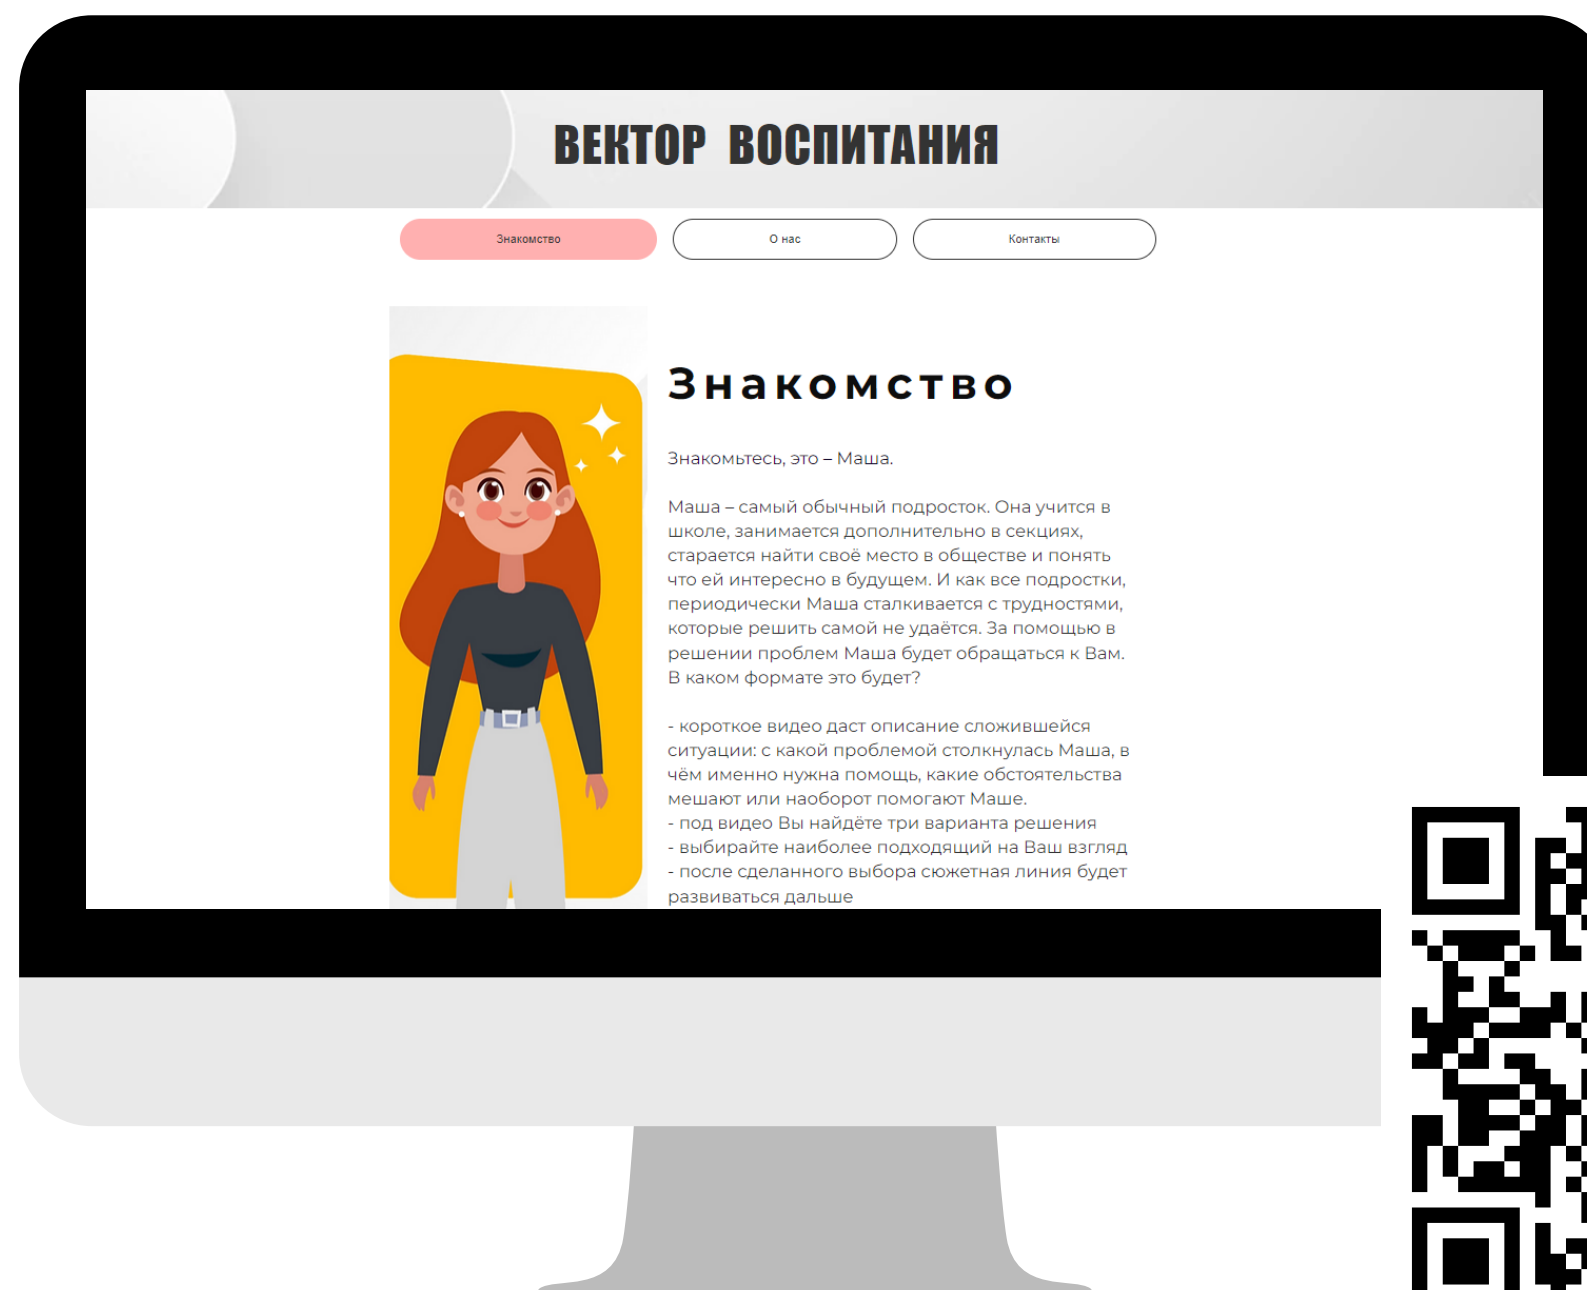 ВЕКТОР ВОСПИТАНИЯ
Знакомство
О нас
Контакты
Знакомство
Знакомьтесь, это – Маша.
Маша – самый обычный подросток. Она учится в
школе, занимается дополнительно в секциях,
старается найти своё место в обществе и понять
что ей интересно в будущем. И как все подростки,
периодически Маша сталкивается с трудностями,
которые решить самой не удаётся. За помощью в
решении проблем Маша будет обращаться к Вам.
В каком формате это будет?
- короткое видео даст описание сложившейся
ситуации: с какой проблемой столкнулась Маша, в
чём именно нужна помощь, какие обстоятельства
мешают или наоборот помогают Маше.
- под видео Вы найдёте три варианта решения
- выбирайте наиболее подходящий на Ваш взгляд
- после сделанного выбора сюжетная линия будет
развиваться дальше